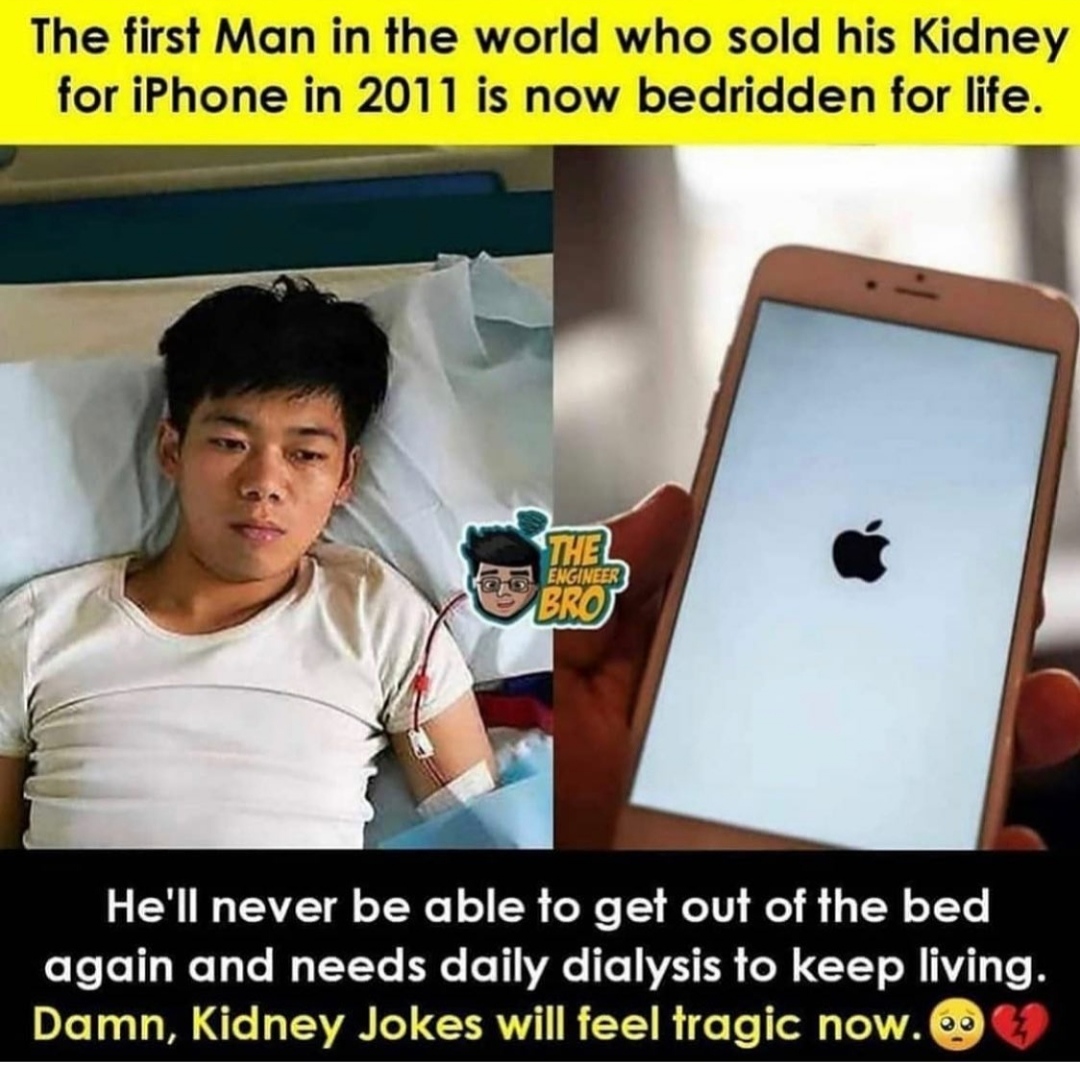 The first Man in the world who sold his Kidney
for iPhone in 2011 is now bedridden for life.
THE
ENGINEER
BRO
He'll never be able to get out of the bed
again and needs daily dialysis to keep living.
Damn, Kidney Jokes will feel tragic now.🥺💔